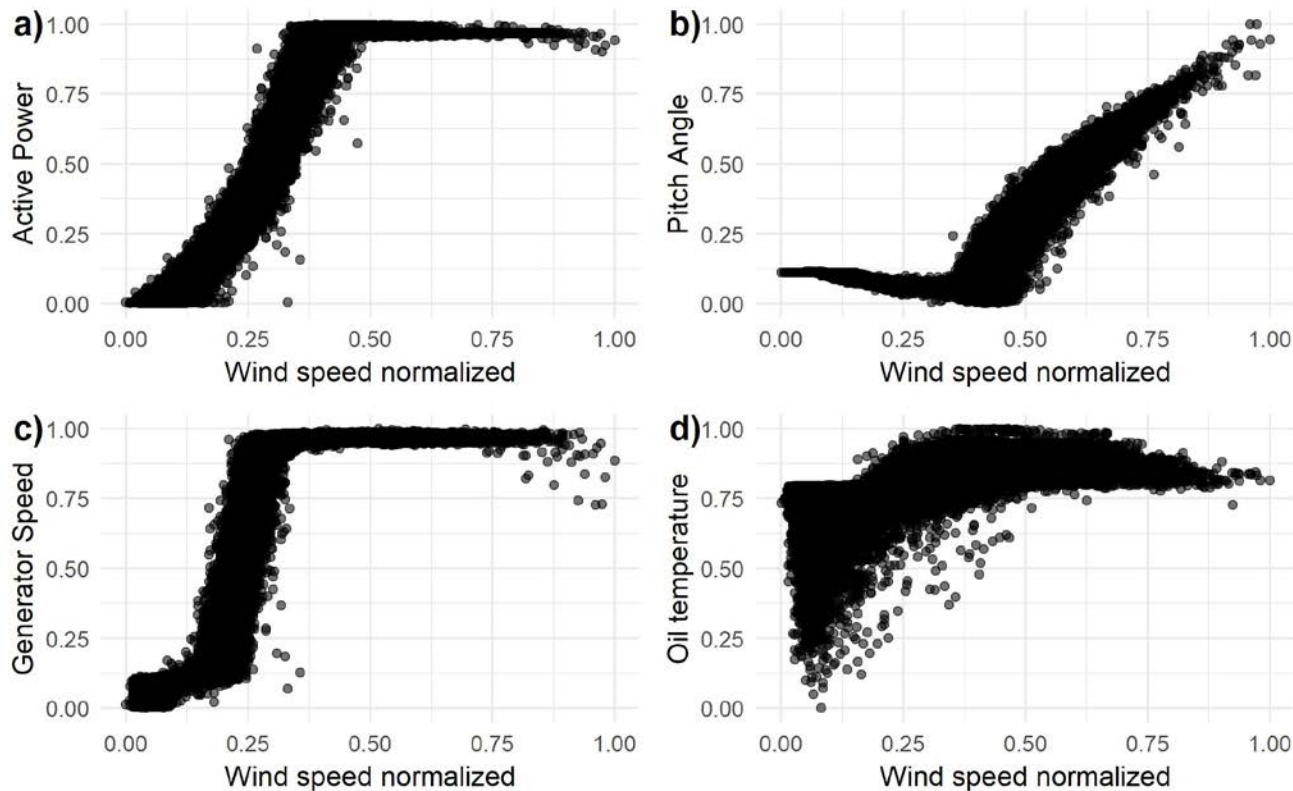 a)
Active Power
1.00
0.75
0.50
0.25
0.00
0.00 0.25 0.50 0.75 1.00
Wind speed normalized
b)
Pitch Angle
1.00
0.75
0.50
0.25
0.00
0.00 0.25 0.50 0.75 1.00
Wind speed normalized
c)
Generator Speed
1.00
0.75
0.50
0.25
0.00
0.00 0.25 0.50 0.75 1.00
Wind speed normalized
d)
Oil temperature
1.00
0.75
0.50
0.25
0.00
0.00 0.25 0.50 0.75 1.00
Wind speed normalized